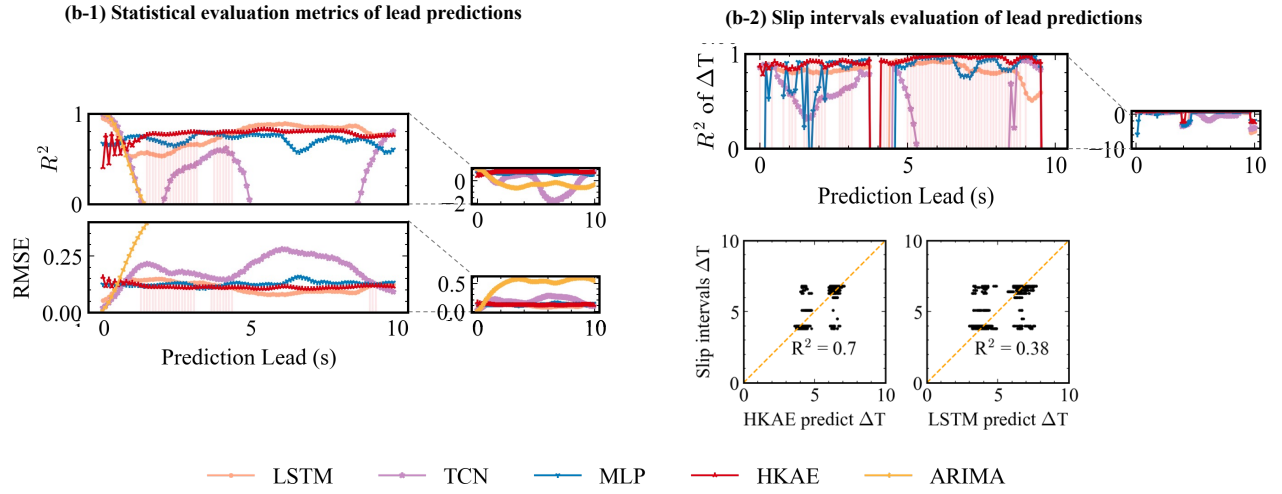 (b-1) Statistical evaluation metrics of lead predictions
(b-2) Slip intervals evaluation of lead predictions
R²
1
0
0
−2
0
10
RMSE
0.25
0.00
0.5
0.0
0
10
0
5
10
Prediction Lead (s)
R² of ΔT
1
0
0
5
10
Prediction Lead (s)
0
−10
0
10
Slip intervals ΔT
10
5
0
R² = 0.7
0
5
10
HKAE predict ΔT
R² = 0.38
0
5
10
LSTM predict ΔT
LSTM
TCN
MLP
HKAE
ARIMA